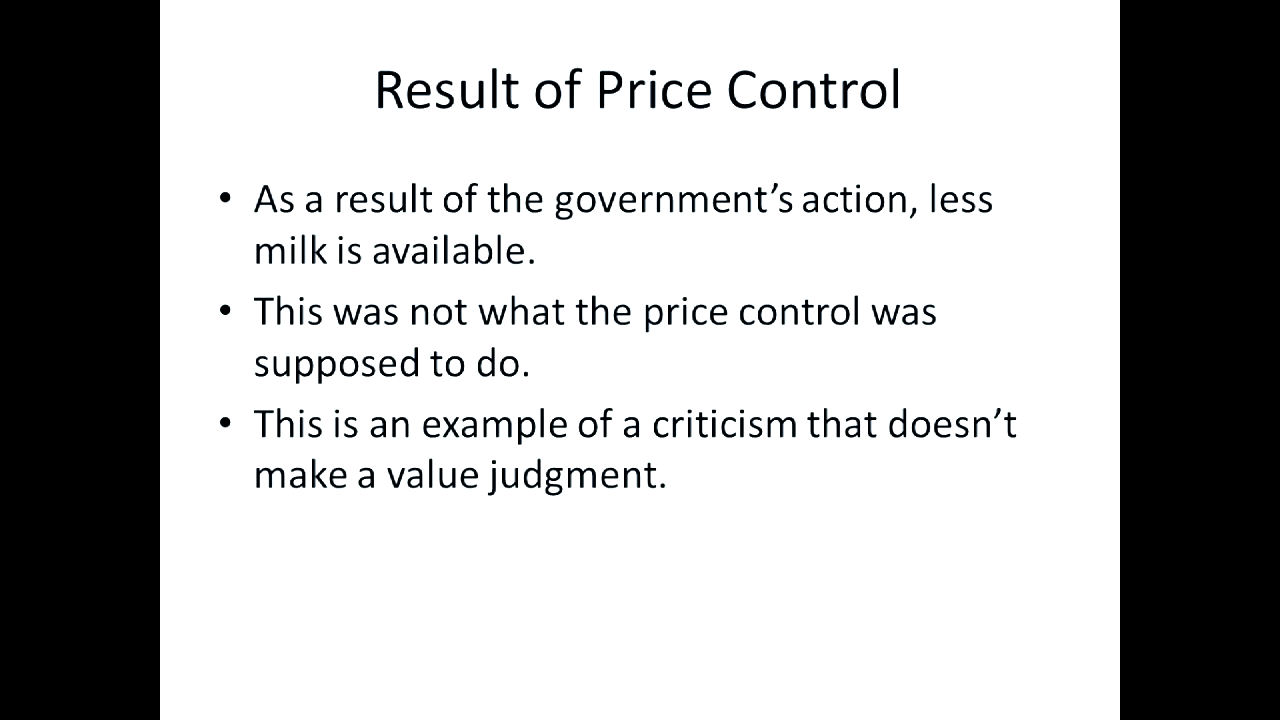 Result of Price Control
• As a result of the government’s action, less
milk is available.
• This was not what the price control was
supposed to do.
• This is an example of a criticism that doesn’t
make a value judgment.